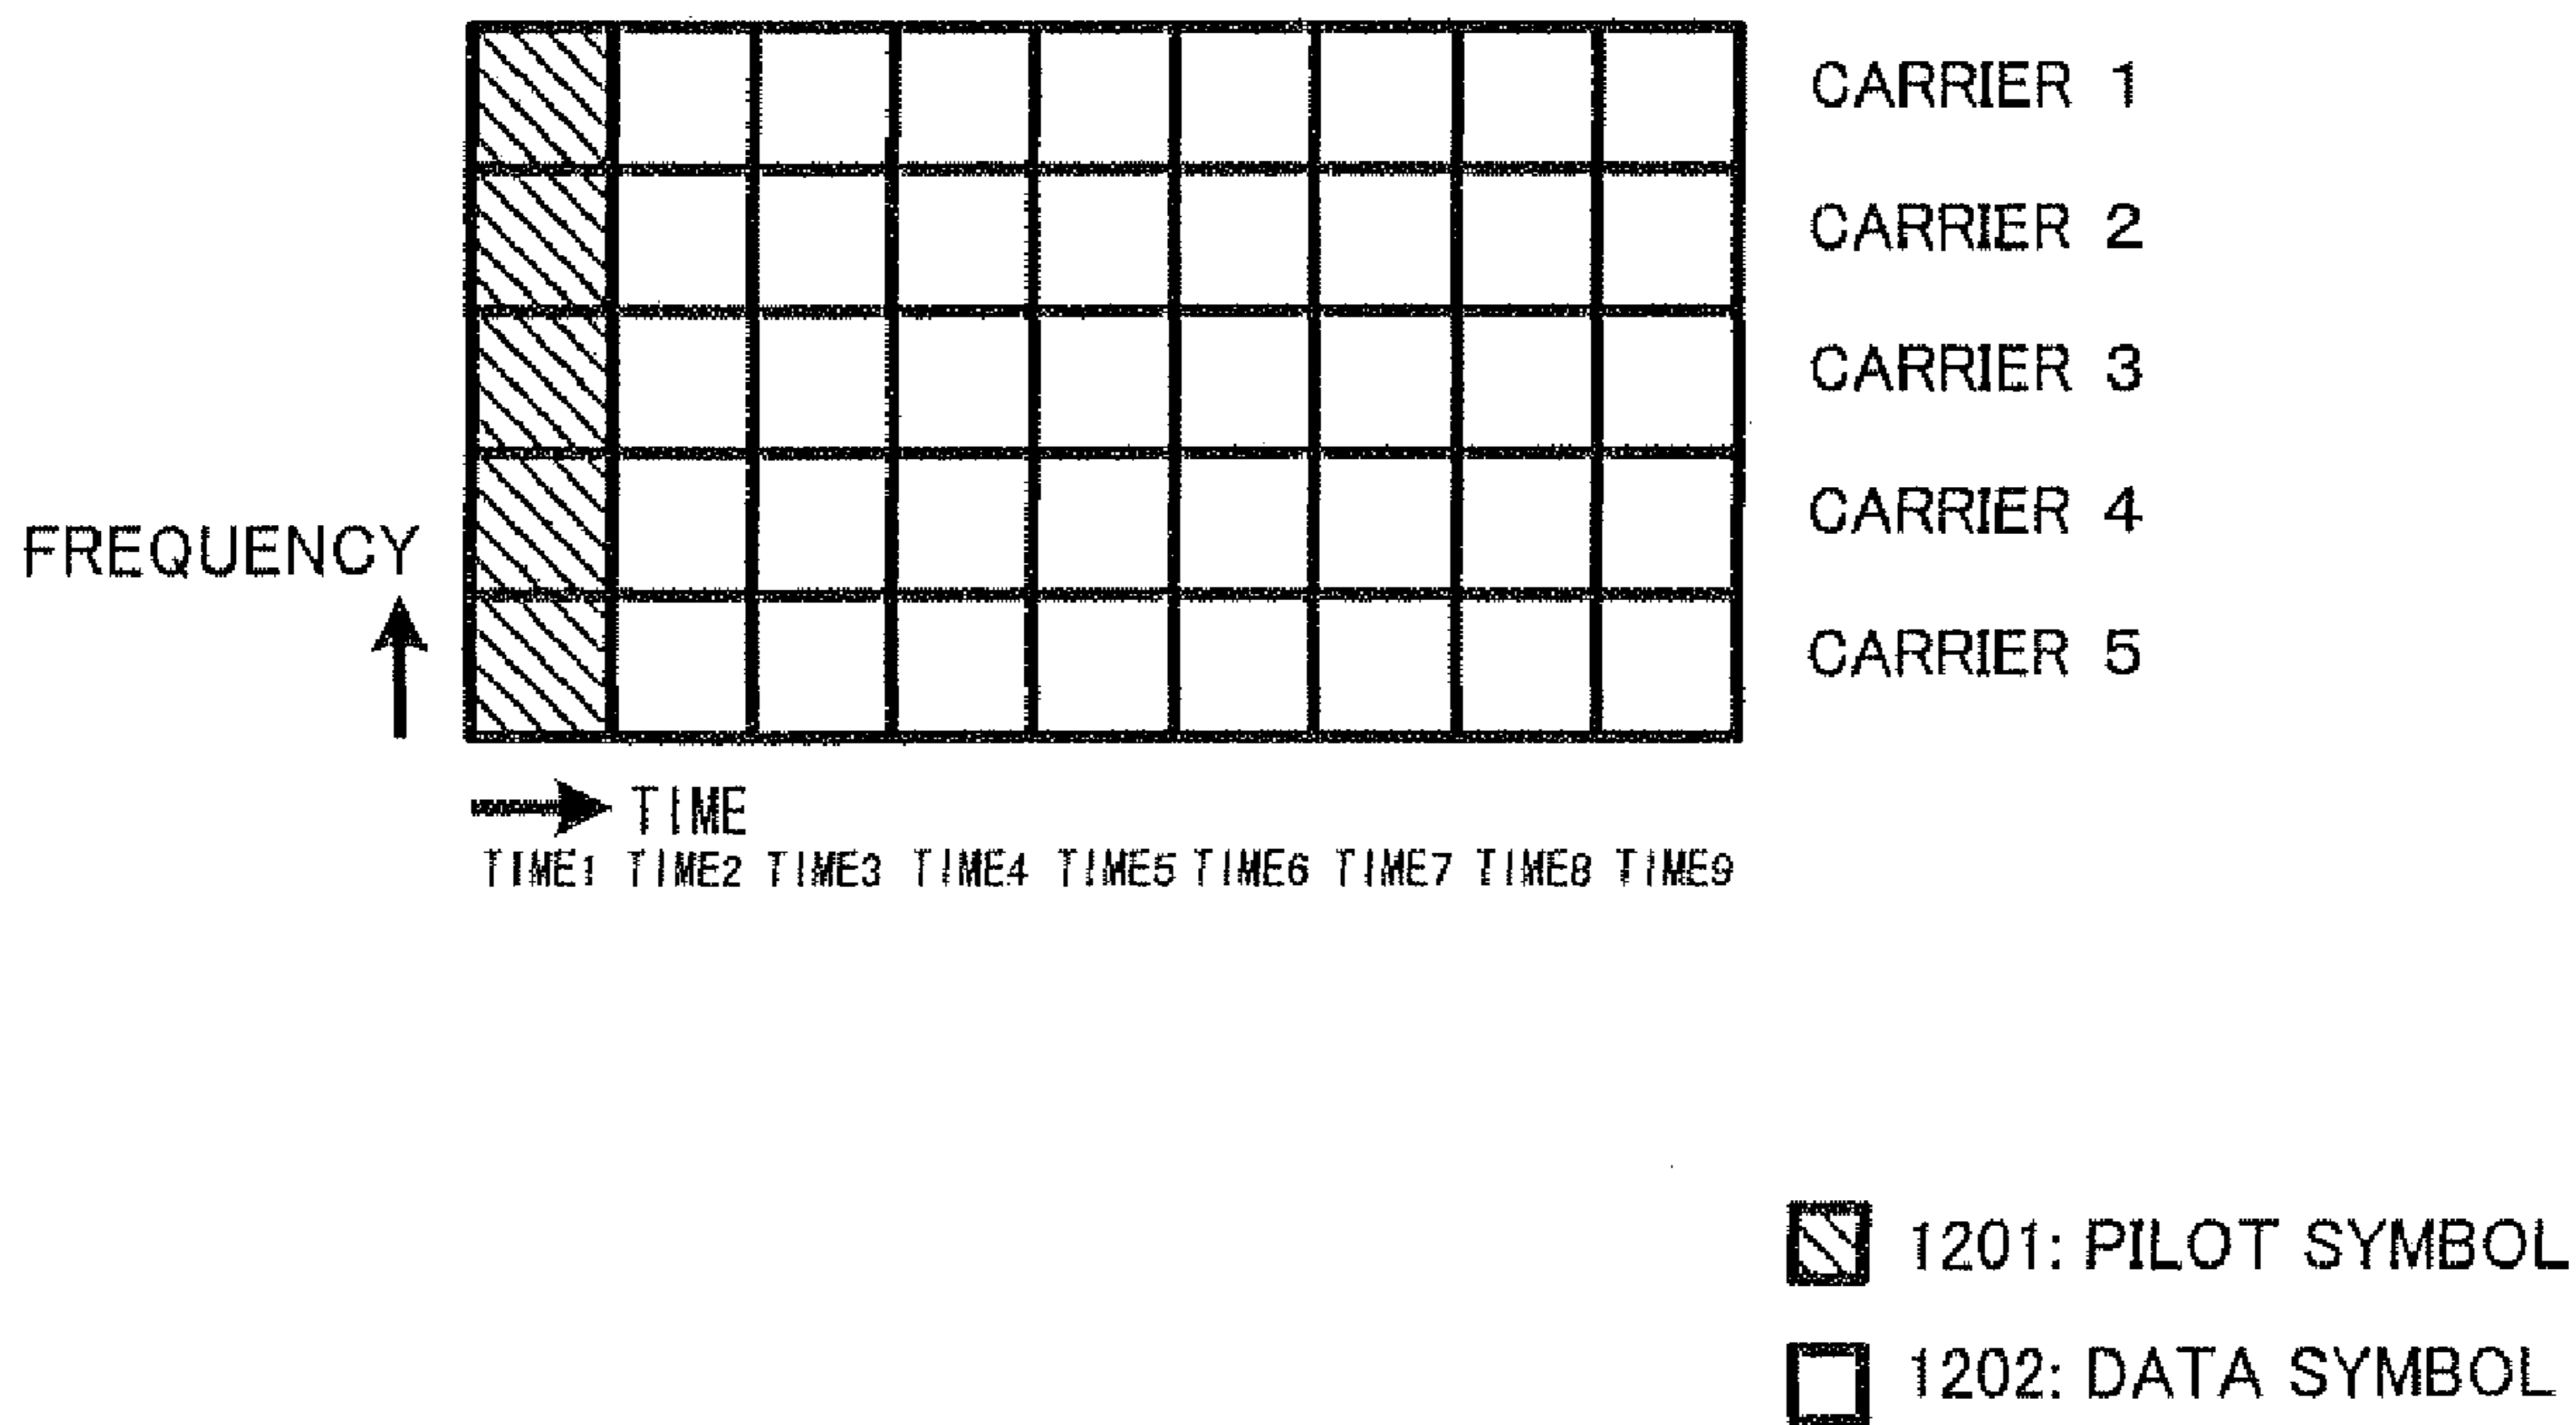 CARRIER 1
CARRIER 2
CARRIER 3
CARRIER 4
FREQUENCY
CARRIER 5
TIME
TIME1 TIME2 TIME3 TIME4 TIME5 TIME6 TIME7 TIME8 TIME9
1201: PILOT SYMBOL
1202: DATA SYMBOL